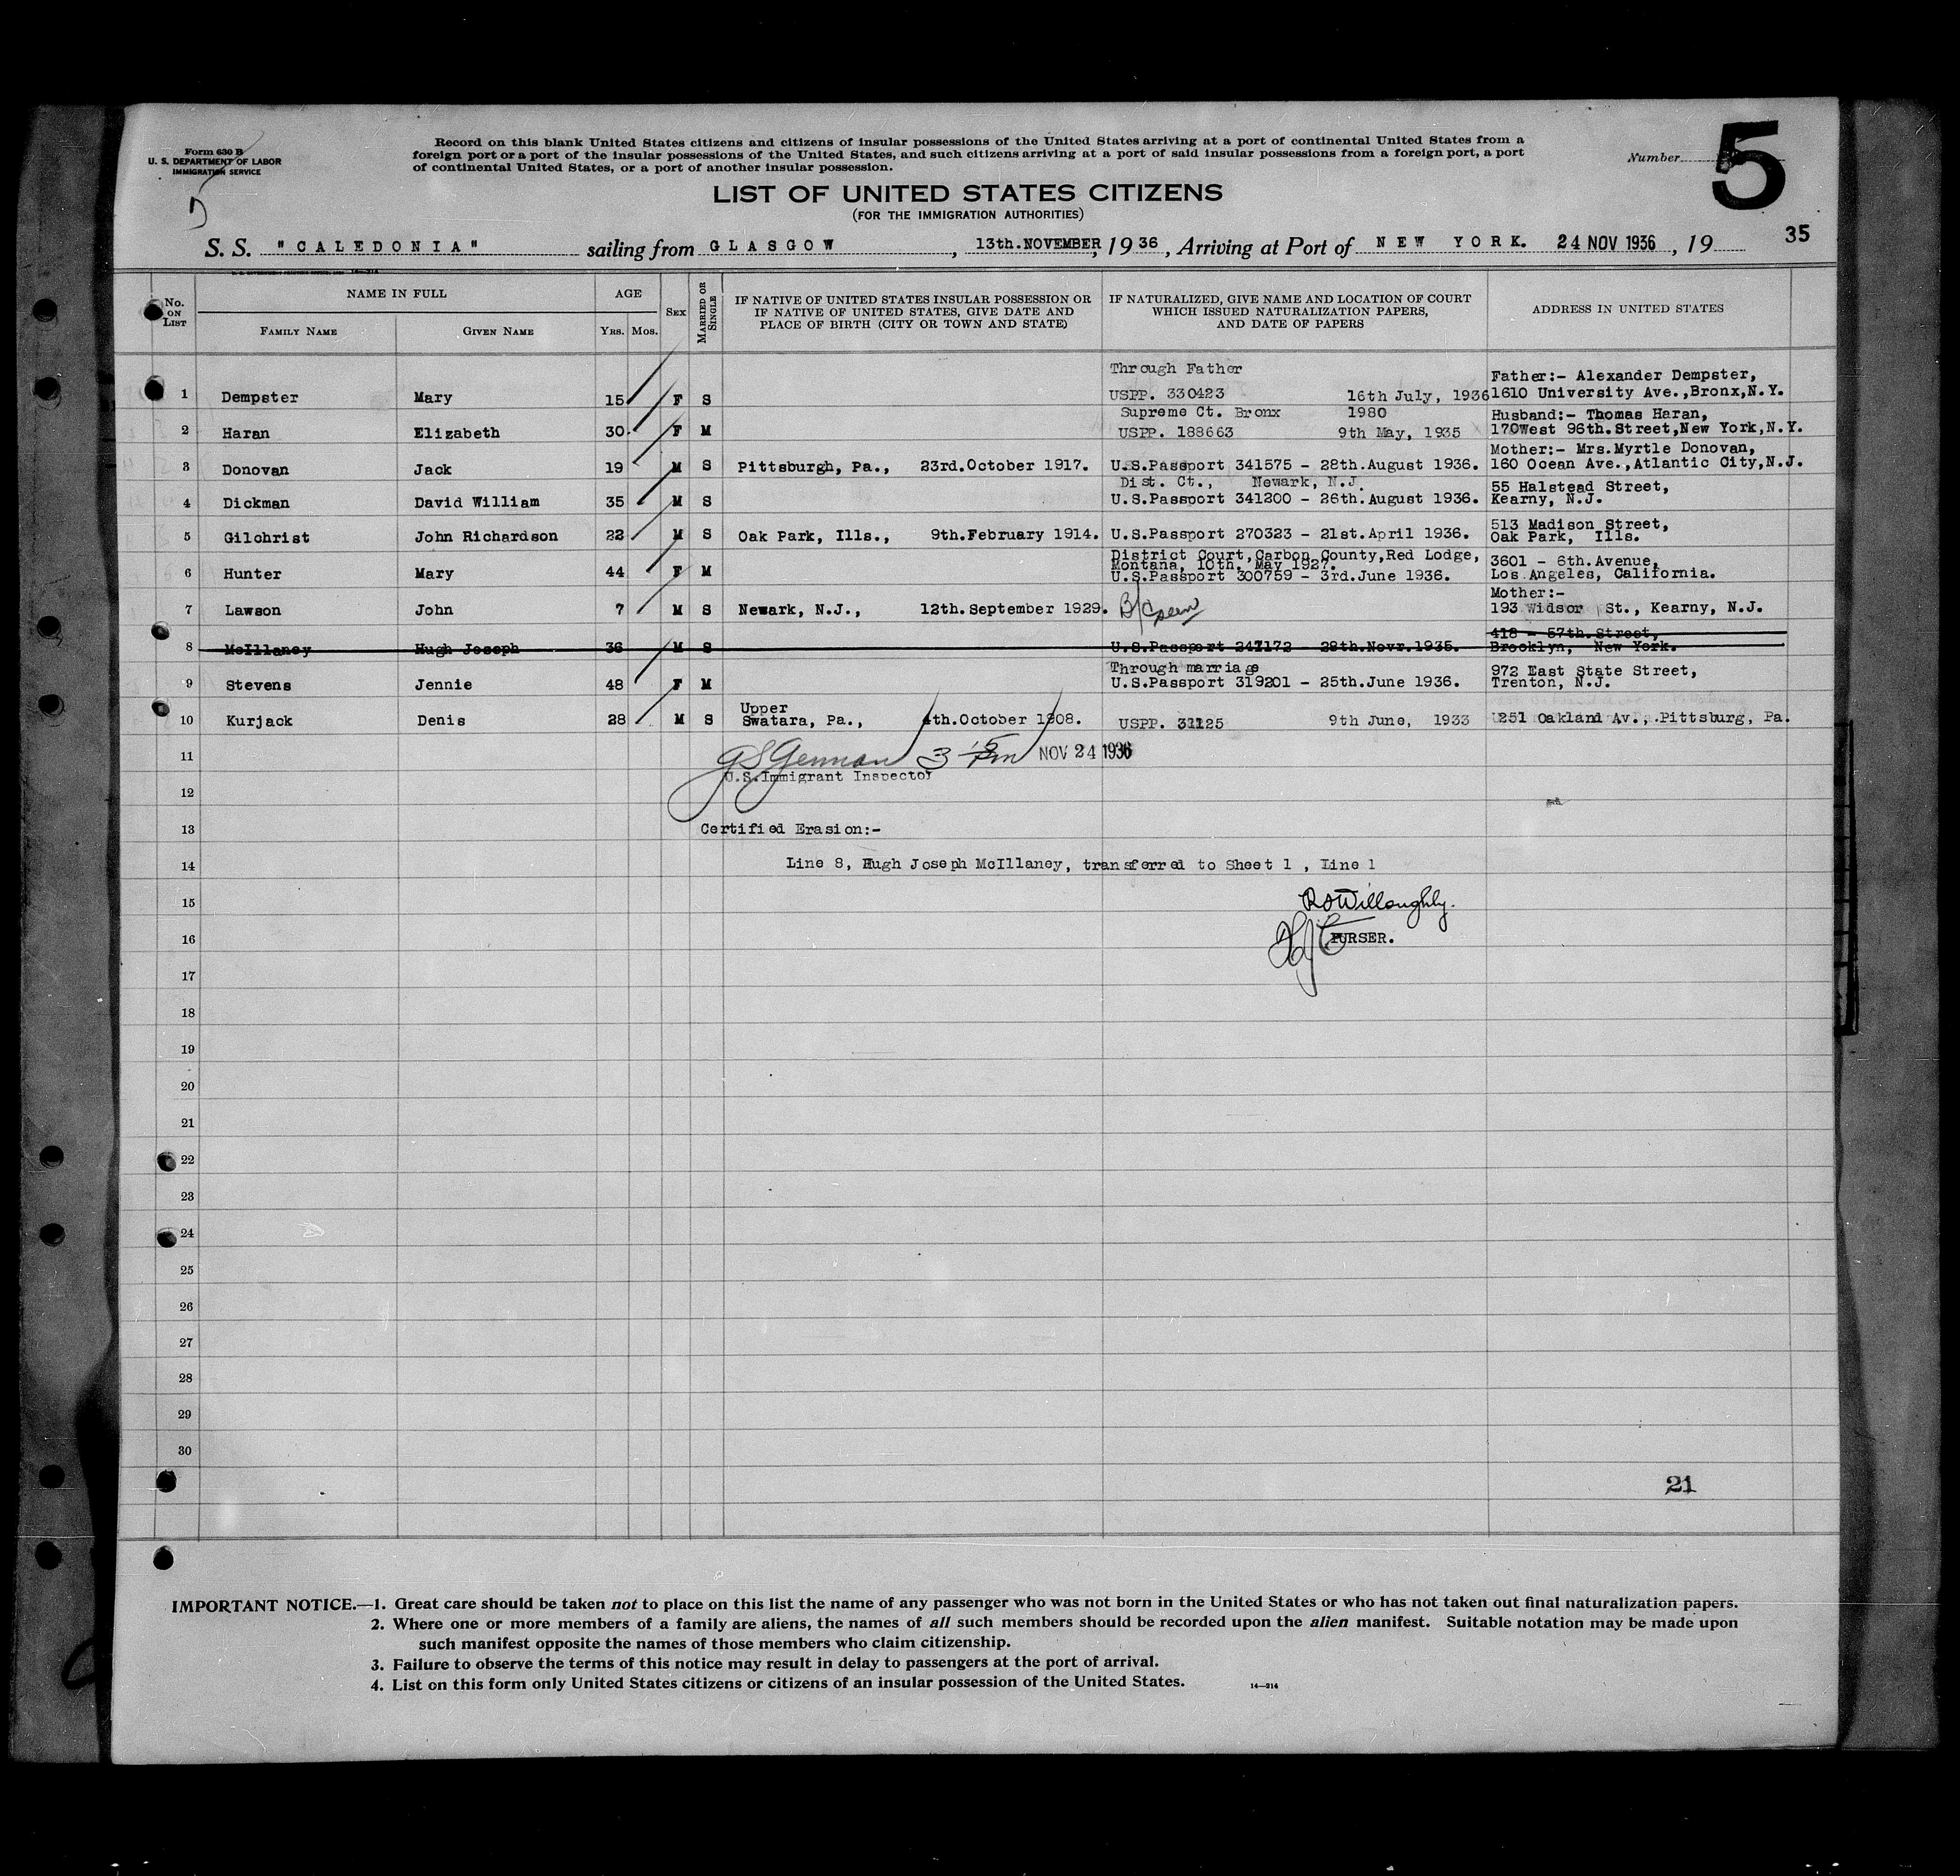 Form 630 B
U. S. DEPARTMENT OF LABOR
IMMIGRATION SERVICE
Record on this blank United States citizens and citizens of insular possessions of the United States arriving at a port of continental United States from a
foreign port or a port of the insular possessions of the United States, and such citizens arriving at a port of said insular possessions from a foreign port, a port
of continental United States, or a port of another insular possession.
Number 5
LIST OF UNITED STATES CITIZENS
(FOR THE IMMIGRATION AUTHORITIES)
35
S. S. "CALEDONIA" sailing from GLASGOW, 13th.NOVEMBER, 1936, Arriving at Port of NEW YORK. 24 NOV 1936, 19
No. ON LIST
NAME IN FULL
FAMILY NAME GIVEN NAME
AGE
YRS. MOS.
SEX
MARRIED OR SINGLE
IF NATIVE OF UNITED STATES INSULAR POSSESSION OR
IF NATIVE OF UNITED STATES, GIVE DATE AND
PLACE OF BIRTH (CITY OR TOWN AND STATE)
IF NATURALIZED, GIVE NAME AND LOCATION OF COURT
WHICH ISSUED NATURALIZATION PAPERS,
AND DATE OF PAPERS
ADDRESS IN UNITED STATES
Through Father
Father:- Alexander Dempster,
1 Dempster Mary 15 F S USPP. 330423 16th July, 1936 1610 University Ave.,Bronx,N.Y.
Supreme Ct. Bronx 1930 Husband:- Thomas Haran,
2 Haran Elizabeth 30 F M USPP. 188663 9th May, 1935 170West 96th.Street,New York,N.Y.
Mother:- Mrs.Myrtle Donovan,
3 Donovan Jack 19 M S Pittsburgh, Pa., 23rd.October 1917. U.S.Passport 341575 - 28th.August 1936. 160 Ocean Ave.,Atlantic City,N.J.
Dist. Ct., Newark, N.J. 55 Halstead Street,
4 Dickman David William 35 M S U.S.Passport 341200 - 26th.August 1936. Kearny, N.J.
513 Madison Street,
5 Gilchrist John Richardson 22 M S Oak Park, Ills., 9th.February 1914. U.S.Passport 270323 - 21st.April 1936. Oak Park, Ills.
District Court,Carbon County,Red Lodge,
Montana, 10th. May 1927. 3601 - 6th.Avenue,
6 Hunter Mary 44 F M U.S.Passport 300759 - 3rd.June 1936. Los Angeles, California.
Mother:-
7 Lawson John 7 M S Newark, N.J., 12th.September 1929. 193 Widsor St., Kearny, N.J.
418 - 57th.Street,
8 McIllaney Hugh Joseph 36 M S U.S.Passport 247172 - 28th.Novr.1935. Brooklyn, New York.
Through marriage 972 East State Street,
9 Stevens Jennie 48 F M U.S.Passport 319201 - 25th.June 1936. Trenton, N.J.
Upper
10 Kurjack Denis 28 M S Swatara, Pa., 4th.October 1908. USPP. 31125 9th June, 1933 251 Oakland Av., Pittsburg, Pa.
11 NOV 24 1936
U.S.Immigrant Inspector
12
13 Certified Erasion:-
14 Line 8, Hugh Joseph McIllaney, transferred to Sheet 1 , Line 1
15 Willoughby.
16 PURSER.
17
18
19
20
21
22
23
24
25
26
27
28
29
30
21
IMPORTANT NOTICE.—1. Great care should be taken not to place on this list the name of any passenger who was not born in the United States or who has not taken out final naturalization papers.
2. Where one or more members of a family are aliens, the names of all such members should be recorded upon the alien manifest. Suitable notation may be made upon
such manifest opposite the names of those members who claim citizenship.
3. Failure to observe the terms of this notice may result in delay to passengers at the port of arrival.
4. List on this form only United States citizens or citizens of an insular possession of the United States.
14—914